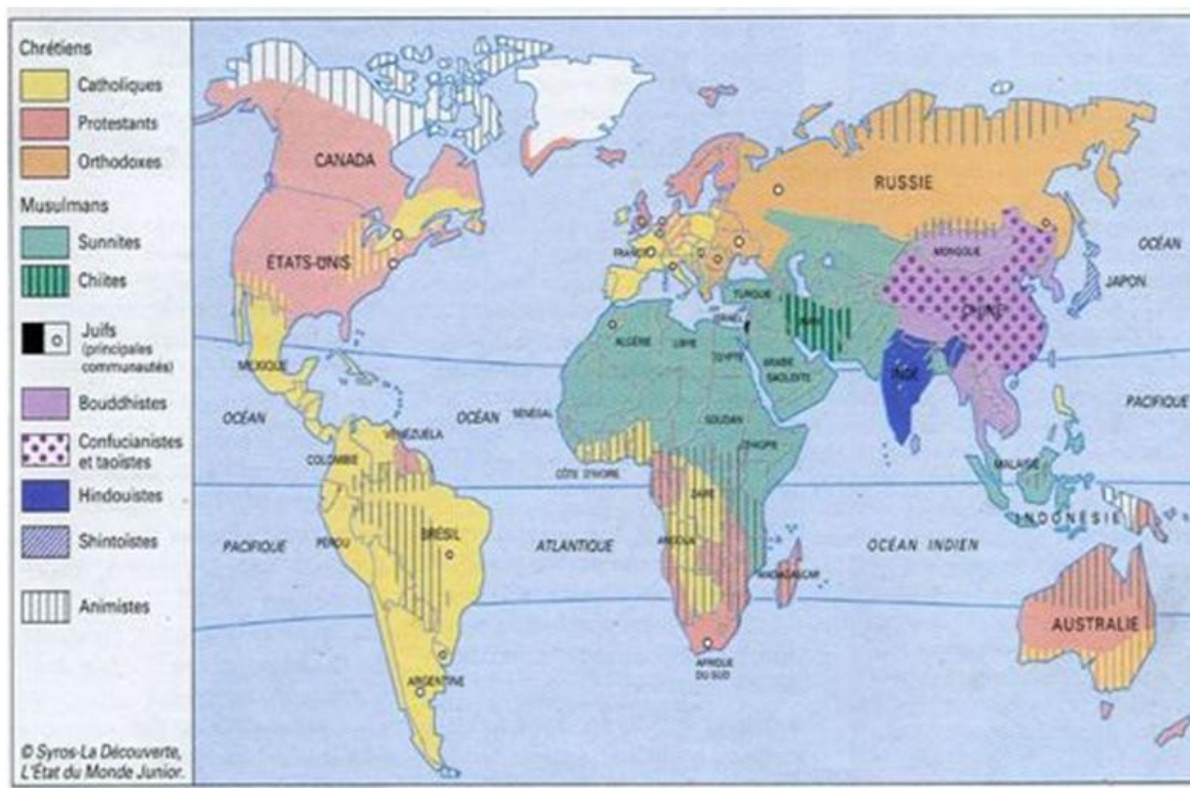 Chrétiens
Catholiques
Protestants
Orthodoxes
Musulmans
Sunnites
Chiites
Juifs
(principales
communautés)
Bouddhistes
Confucianistes
et taoïstes
Hindouistes
Shintoïstes
Animistes
© Syros-La Découverte,
L'État du Monde Junior.
CANADA
ÉTATS-UNIS
MEXIQUE
OCÉAN
PACIFIQUE
VENEZUELA
COLOMBIE
PÉROU
BRÉSIL
ARGENTINE
OCÉAN
ATLANTIQUE
FRANCE
RUSSIE
TURQUIE
ISRAËL
IRAN
ALGÉRIE
LIBYE
ÉGYPTE
ARABIE
SAOUDITE
SÉNÉGAL
SOUDAN
ÉTHIOPIE
CÔTE D'IVOIRE
ZAÏRE
ANGOLA
MADAGASCAR
AFRIQUE
DU SUD
MONGOLIE
CHINE
JAPON
INDE
OCÉAN
PACIFIQUE
MALAISIE
INDONÉSIE
OCÉAN INDIEN
AUSTRALIE